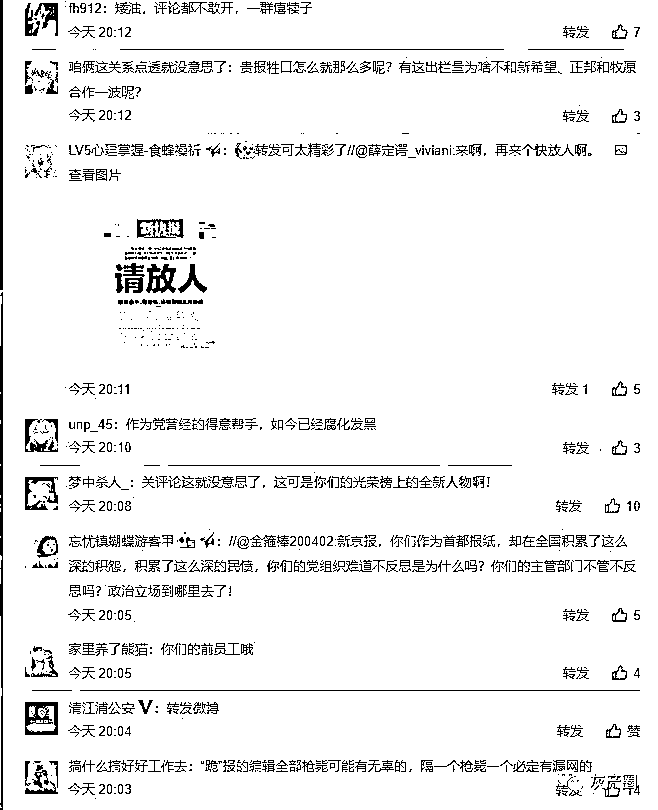 fh912：矮油，评论都不敢开，一群瘪犊子
今天 20:12 转发 7
咱俩这关系点透就没意思了：贵报牲口怎么就那么多呢？有这出栏量为啥不和新希望、正邦和牧原
合作一波呢？
今天 20:12 转发 3
转发可太精彩了//@薛定谔_viviani:来啊，再来个快放人啊。
查看图片
请放人
今天 20:11 转发 1 5
unp_45：作为党曾经的得意帮手，如今已经腐化发黑
今天 20:10 转发 3
梦中杀人_：关评论这就没意思了，这可是你们的光荣榜上的全新人物啊！
今天 20:08 转发 10
忘忧镇蝴蝶游客甲：//@金箍棒200402:新京报，你们作为首都报纸，却在全国积累了这么
深的积怨，积累了这么深的民愤，你们的党组织难道不反思是为什么吗？你们的主管部门不管不反
思吗？政治立场到哪里去了！
今天 20:05 转发 5
家里养了熊猫：你们的前员工哦
今天 20:05 转发 4
清江浦公安 V：转发微博
今天 20:04 转发 赞
搞什么搞好好工作去：“跪”报的编辑全部枪毙可能有无辜的，隔一个枪毙一个必定有漏网的
今天 20:03 转发 14